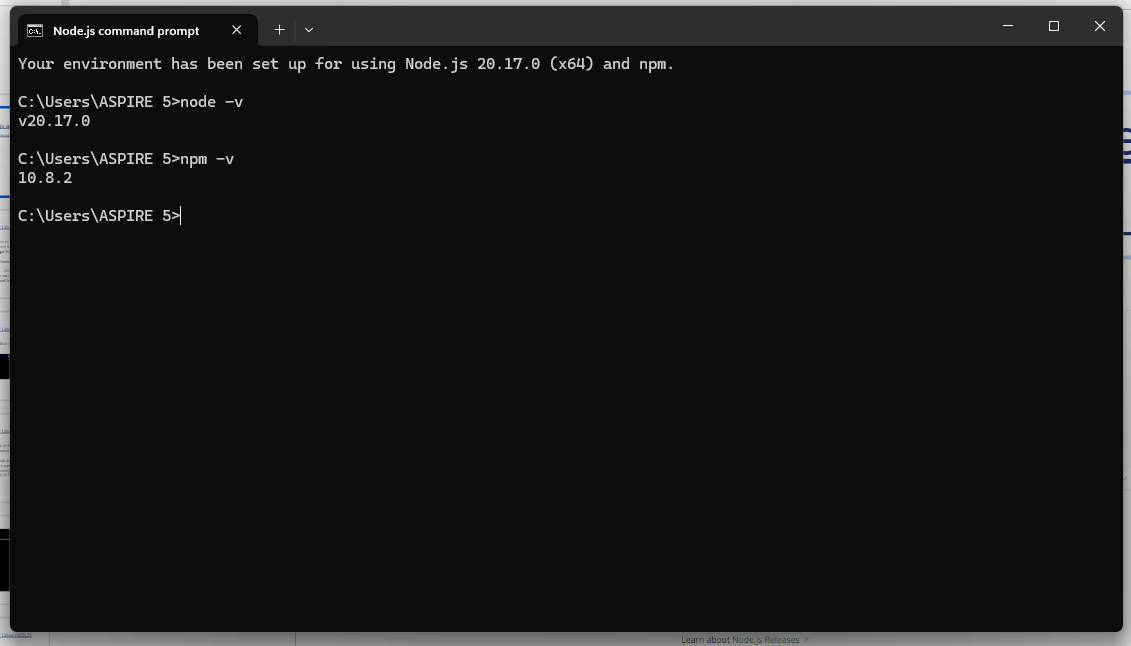 Node.js command prompt
Your environment has been set up for using Node.js 20.17.0 (x64) and npm.
C:\Users\ASPIRE 5>node -v
v20.17.0
C:\Users\ASPIRE 5>npm -v
10.8.2
C:\Users\ASPIRE 5>
Learn about Node.js Releases ↗